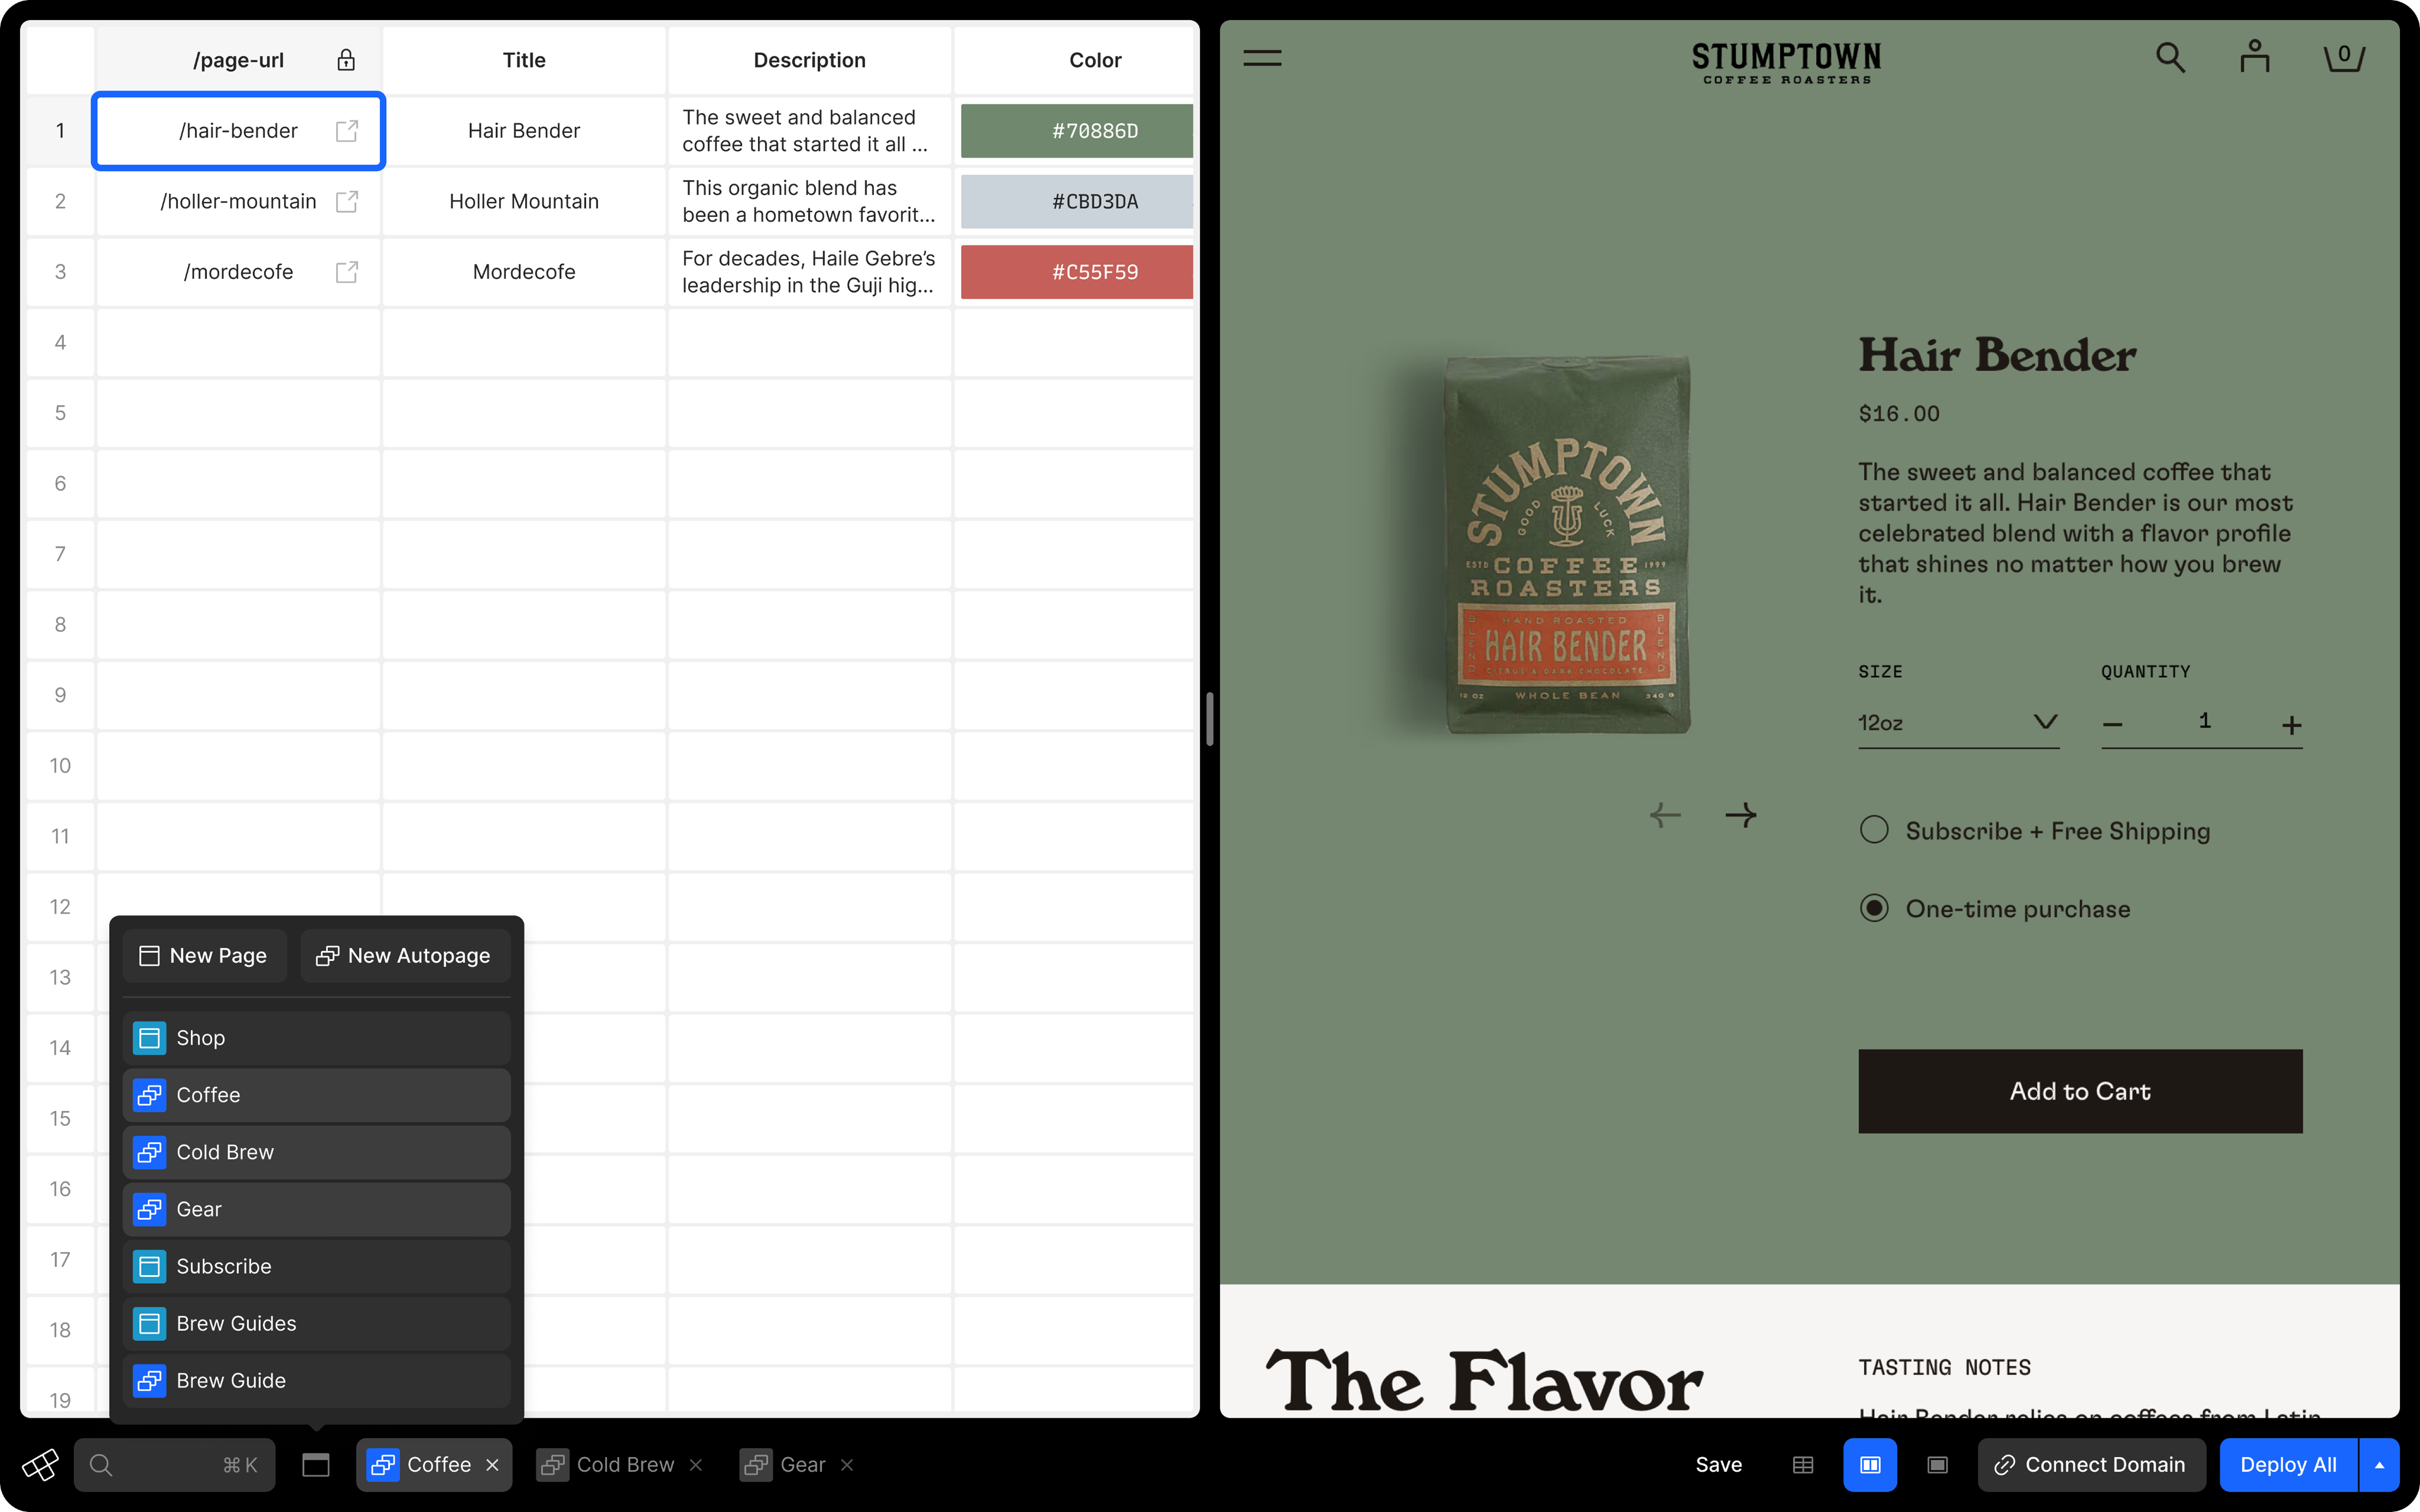 /page-url
Title
Description
Color
1
/hair-bender
Hair Bender
The sweet and balanced
coffee that started it all ...
#70886D
2
/holler-mountain
Holler Mountain
This organic blend has
been a hometown favorit...
#CBD3DA
3
/mordecofe
Mordecofe
For decades, Haile Gebre’s
leadership in the Guji hig...
#C55F59
4
5
6
7
8
9
10
11
12
13
14
15
16
17
18
19
New Page
New Autopage
Shop
Coffee
Cold Brew
Gear
Subscribe
Brew Guides
Brew Guide
STUMPTOWN
COFFEE ROASTERS
0
STUMPTOWN
GOOD LUCK
ESTD COFFEE 1999
ROASTERS
HAND ROASTED
BLEND HAIR BENDER BLEND
CITRUS & DARK CHOCOLATE
12 OZ WHOLE BEAN 340 G
Hair Bender
$16.00
The sweet and balanced coffee that
started it all. Hair Bender is our most
celebrated blend with a flavor profile
that shines no matter how you brew
it.
SIZE
QUANTITY
12oz
1
Subscribe + Free Shipping
One-time purchase
Add to Cart
The Flavor
TASTING NOTES
Hair Bender relies on coffees from Latin
⌘ K
Coffee
Cold Brew
Gear
Save
Connect Domain
Deploy All